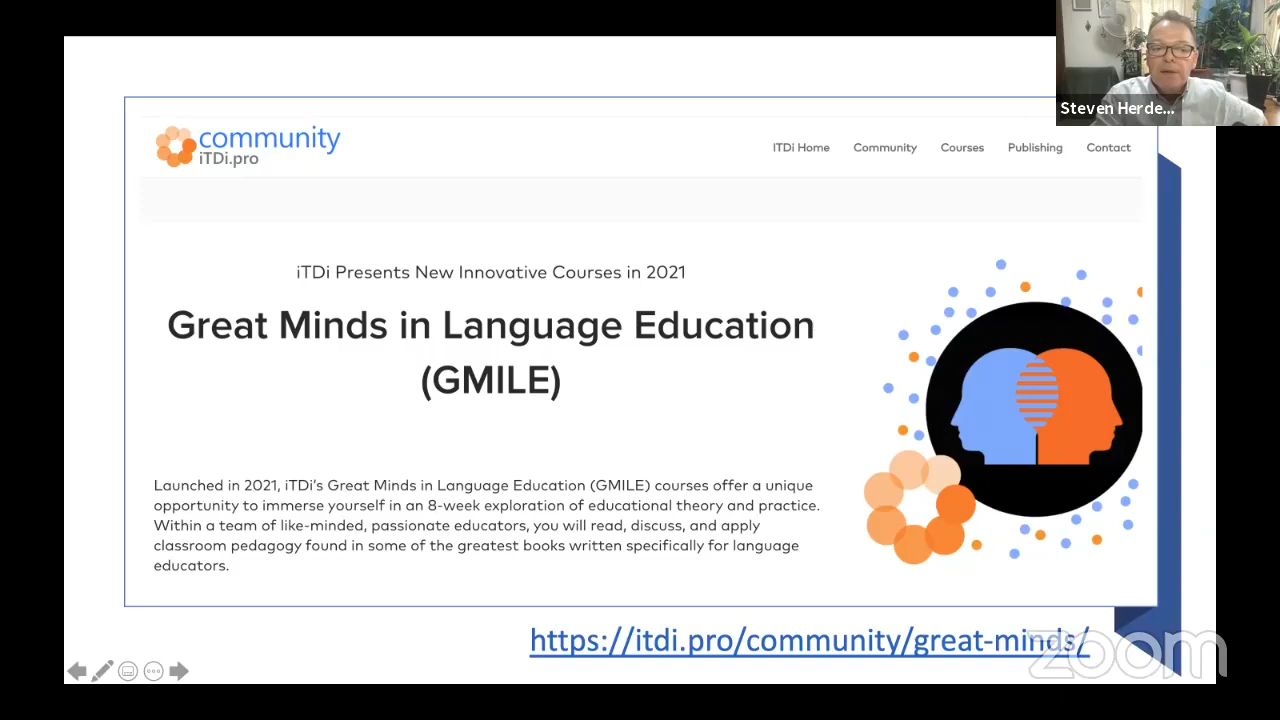 Steven Herde...
community
iTDi.pro
ITDi Home Community Courses Publishing Contact
iTDi Presents New Innovative Courses in 2021
Great Minds in Language Education
(GMILE)
Launched in 2021, iTDi's Great Minds in Language Education (GMILE) courses offer a unique
opportunity to immerse yourself in an 8-week exploration of educational theory and practice.
Within a team of like-minded, passionate educators, you will read, discuss, and apply
classroom pedagogy found in some of the greatest books written specifically for language
educators.
https://itdi.pro/community/great-minds/
zoom